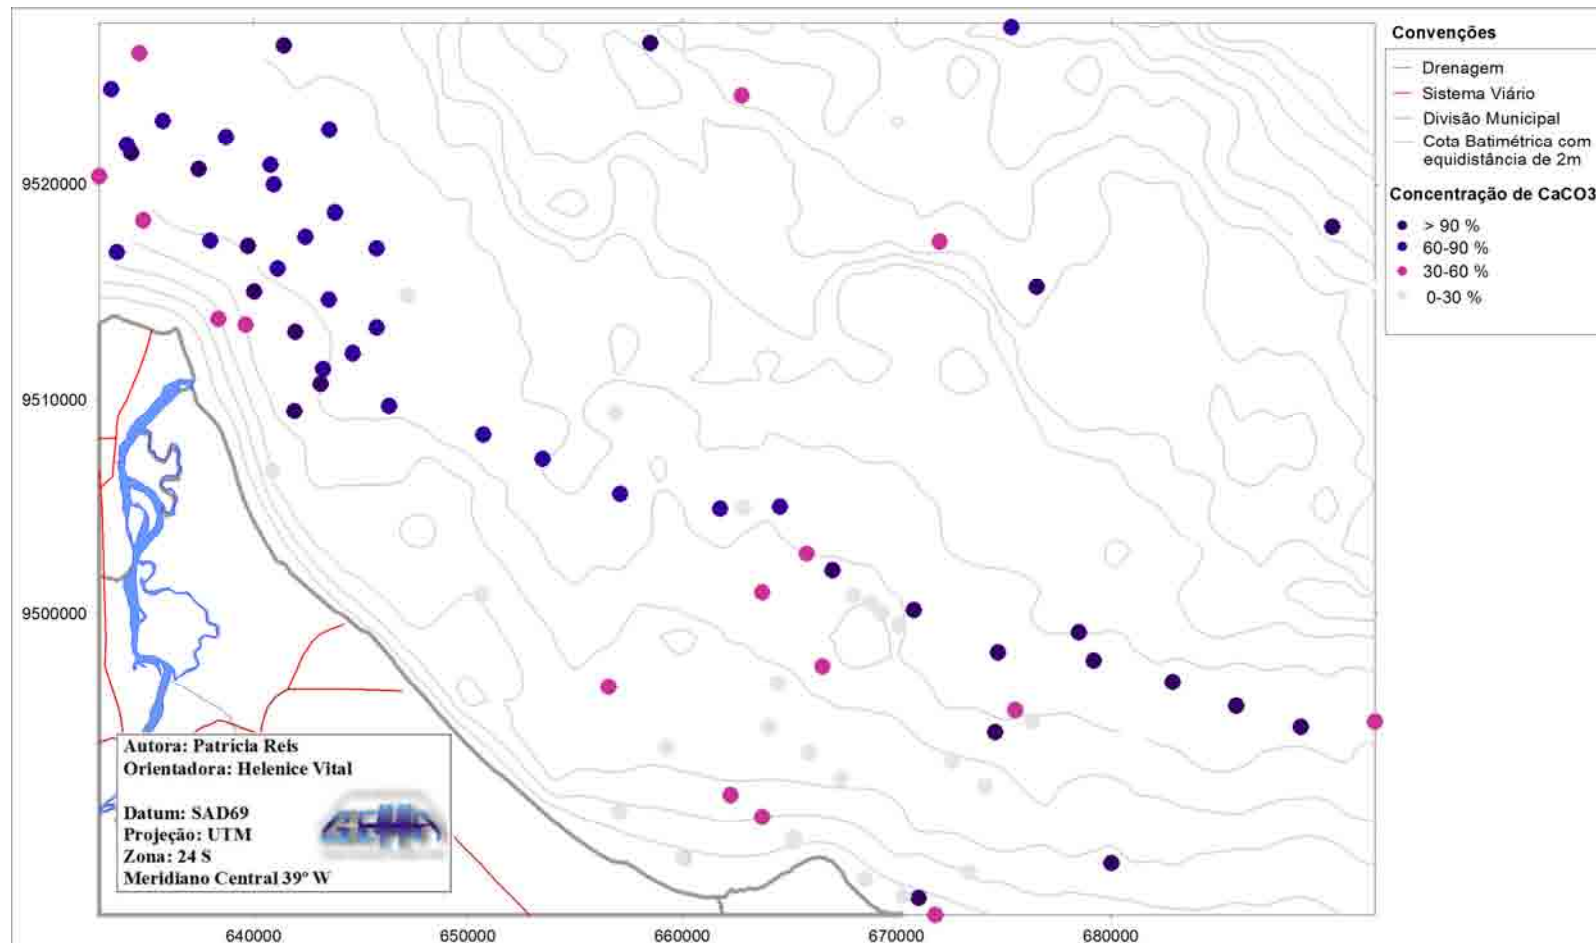 Convenções
Drenagem
Sistema Viário
Divisão Municipal
Cota Batimétrica com
equidistância de 2m
Concentração de CaCO3
> 90 %
60-90 %
30-60 %
0-30 %
9520000
9510000
9500000
Autora: Patrícia Reis
Orientadora: Helenice Vital
Datum: SAD69
Projeção: UTM
Zona: 24 S
Meridiano Central 39º W
640000
650000
660000
670000
680000